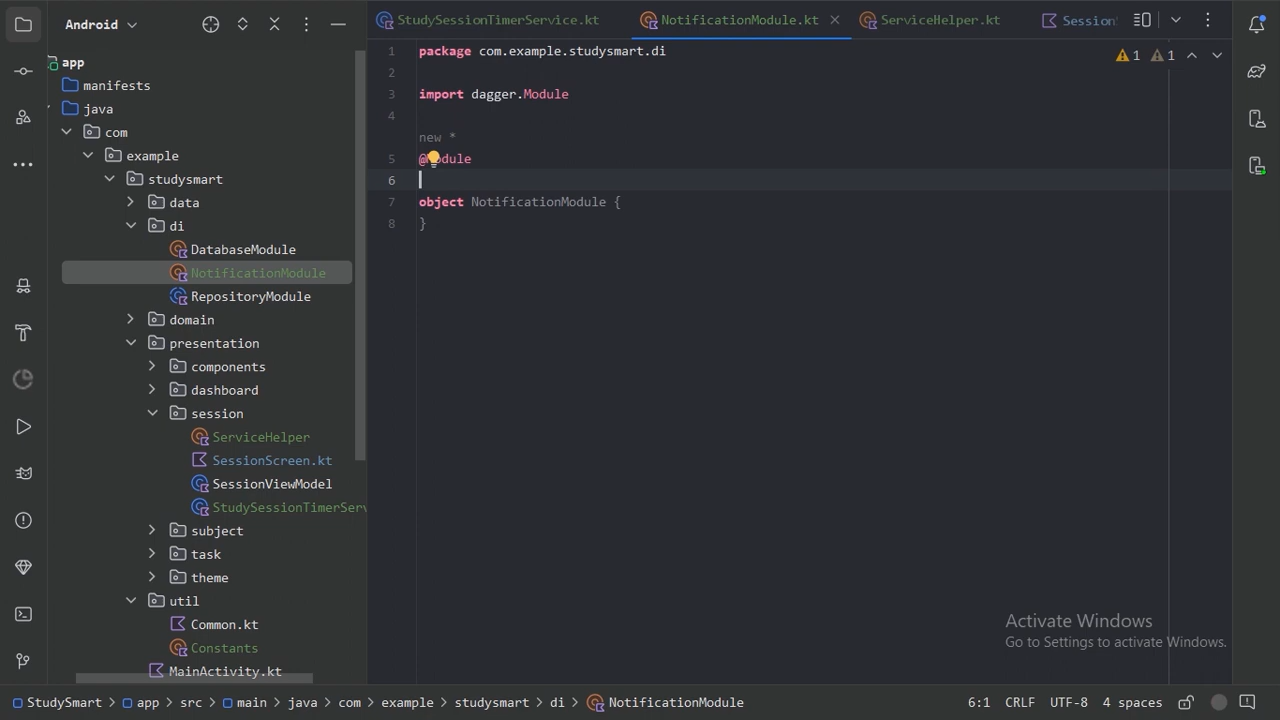 Android
app
manifests
java
com
example
studysmart
data
di
DatabaseModule
NotificationModule
RepositoryModule
domain
presentation
components
dashboard
session
ServiceHelper
SessionScreen.kt
SessionViewModel
StudySessionTimerServ
subject
task
theme
util
Common.kt
Constants
MainActivity.kt
StudySessionTimerService.kt NotificationModule.kt ServiceHelper.kt Session
1 package com.example.studysmart.di
2
3 import dagger.Module
4
new *
5 @Module
6
7 object NotificationModule {
8 }
1 1
Activate Windows
Go to Settings to activate Windows.
StudySmart > app > src > main > java > com > example > studysmart > di > NotificationModule 6:1 CRLF UTF-8 4 spaces